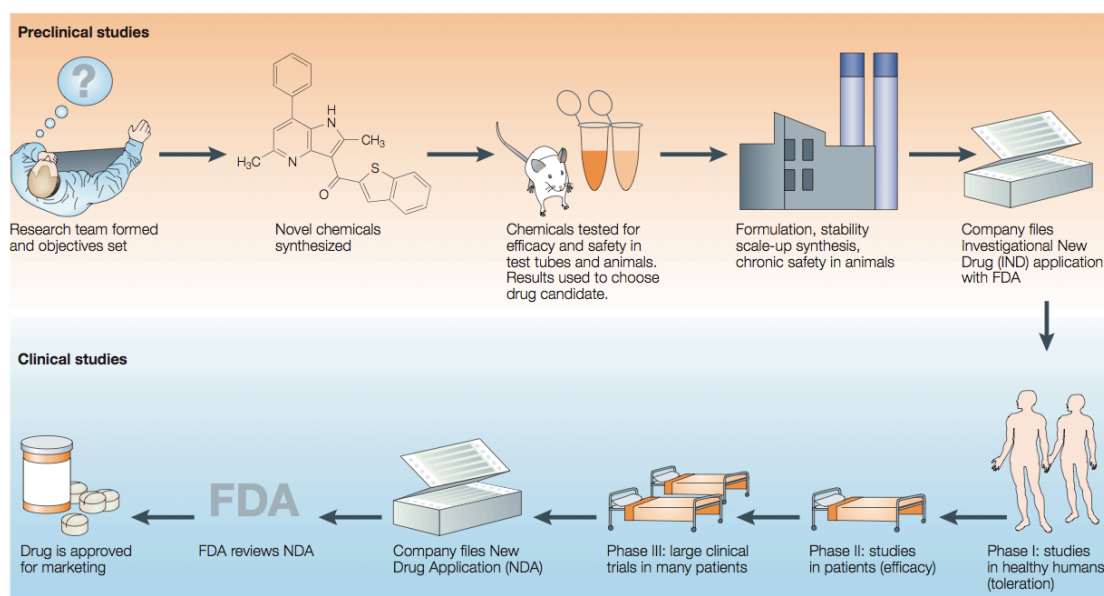 Preclinical studies
?
H
N
CH₃
H₃C
N
S
O
Research team formed
and objectives set
Novel chemicals
synthesized
Chemicals tested for
efficacy and safety in
test tubes and animals.
Results used to choose
drug candidate.
Formulation, stability
scale-up synthesis,
chronic safety in animals
Company files
Investigational New
Drug (IND) application
with FDA
Clinical studies
FDA
Drug is approved
for marketing
FDA reviews NDA
Company files New
Drug Application (NDA)
Phase III: large clinical
trials in many patients
Phase II: studies
in patients (efficacy)
Phase I: studies
in healthy humans
(toleration)